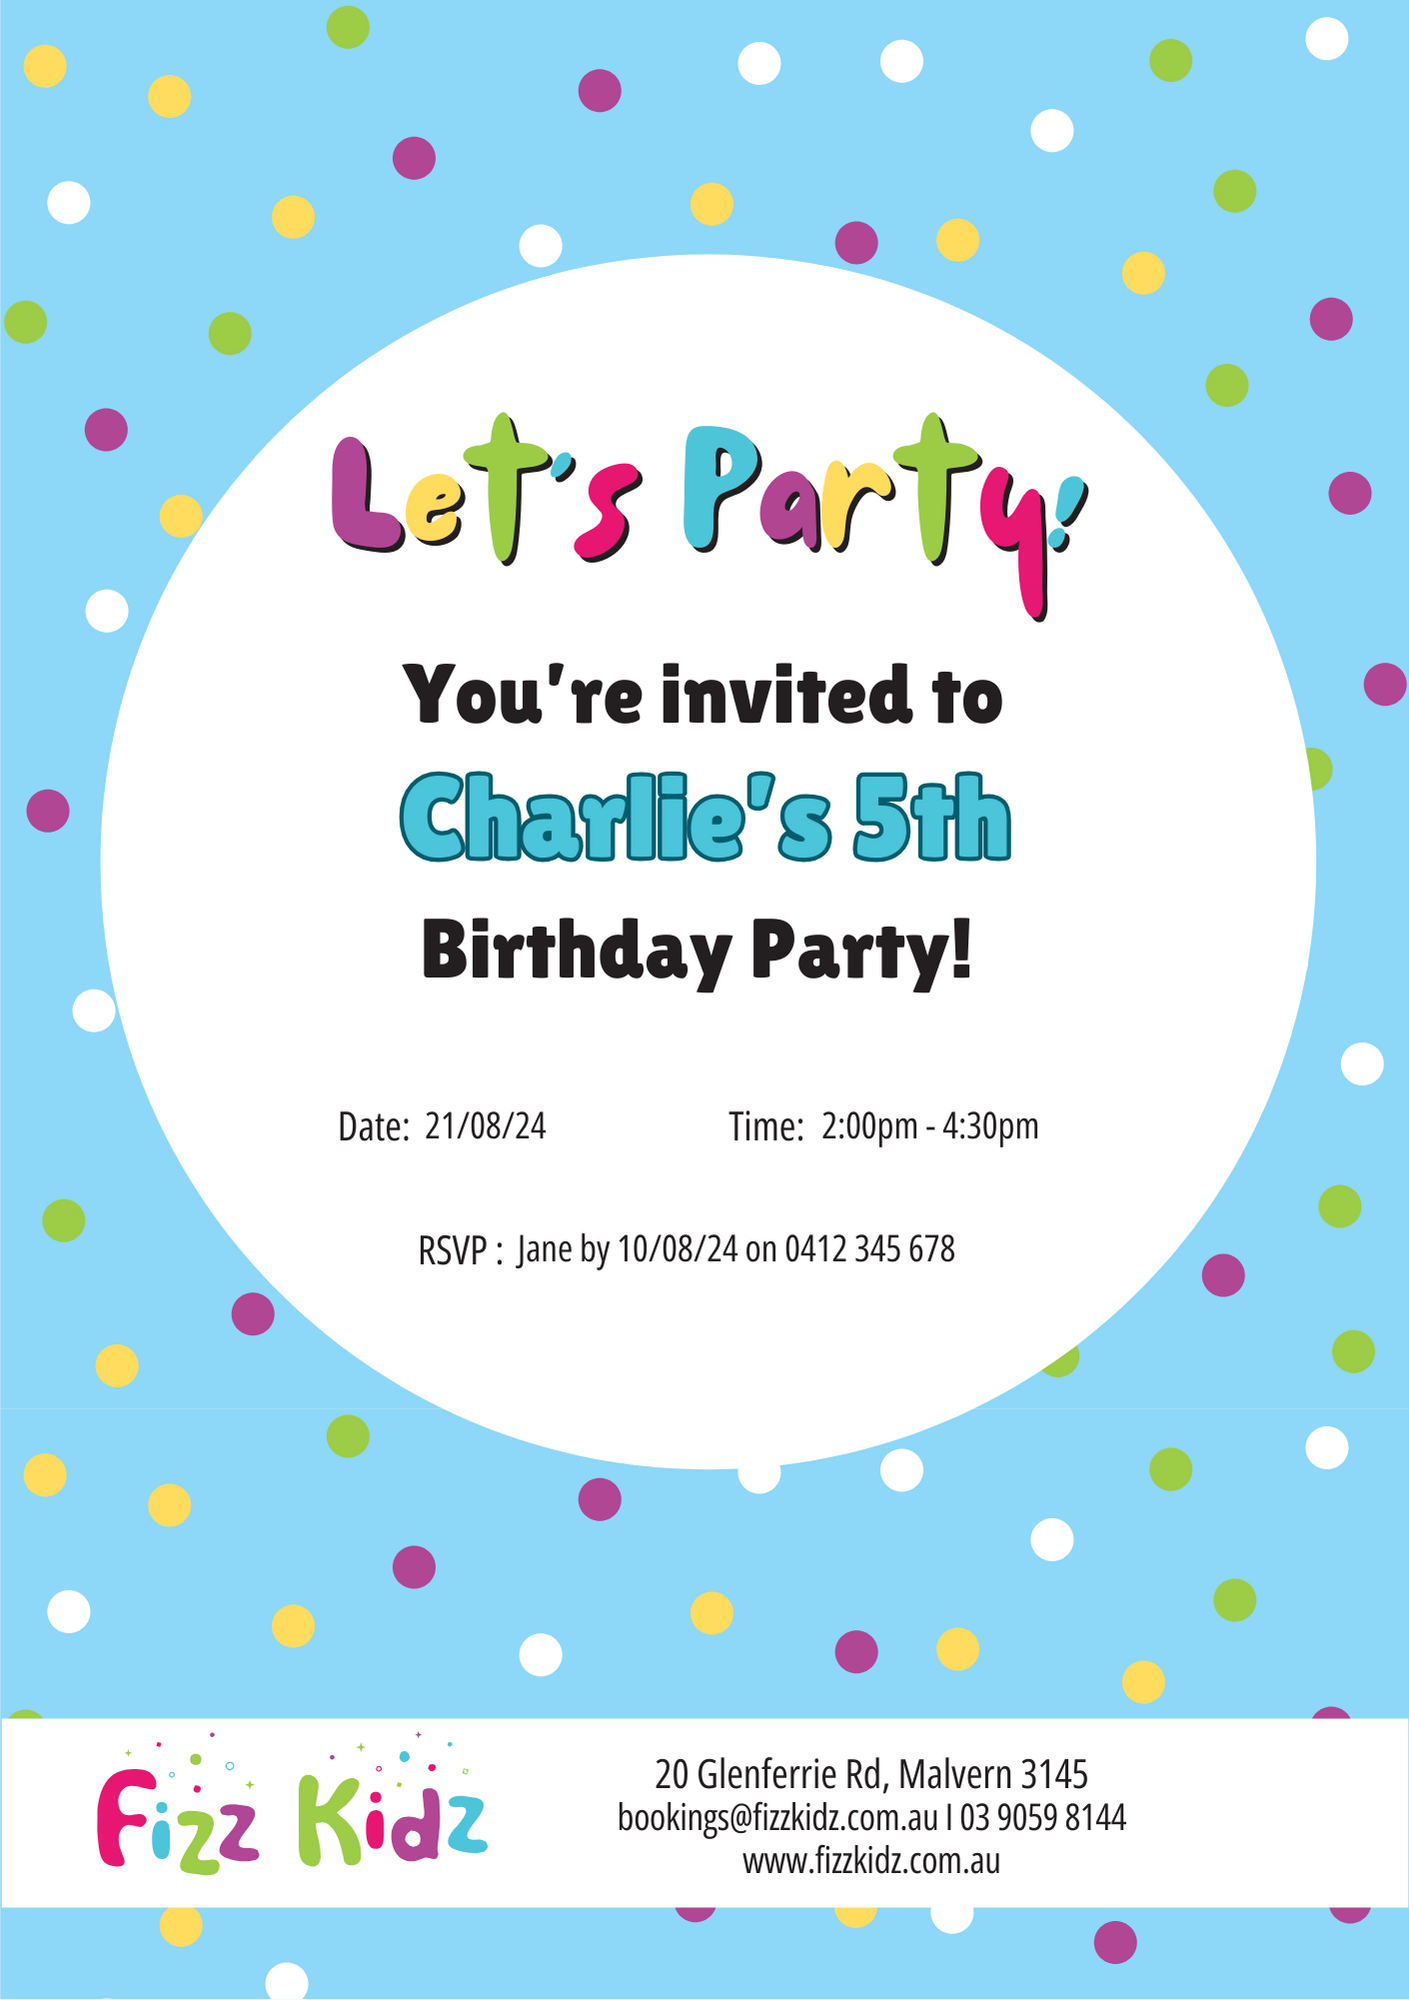 Let's Party!
You're invited to
Charlie's 5th
Birthday Party!
Date: 21/08/24 Time: 2:00pm - 4:30pm
RSVP : Jane by 10/08/24 on 0412 345 678
Fizz Kidz
20 Glenferrie Rd, Malvern 3145
bookings@fizzkidz.com.au I 03 9059 8144
www.fizzkidz.com.au